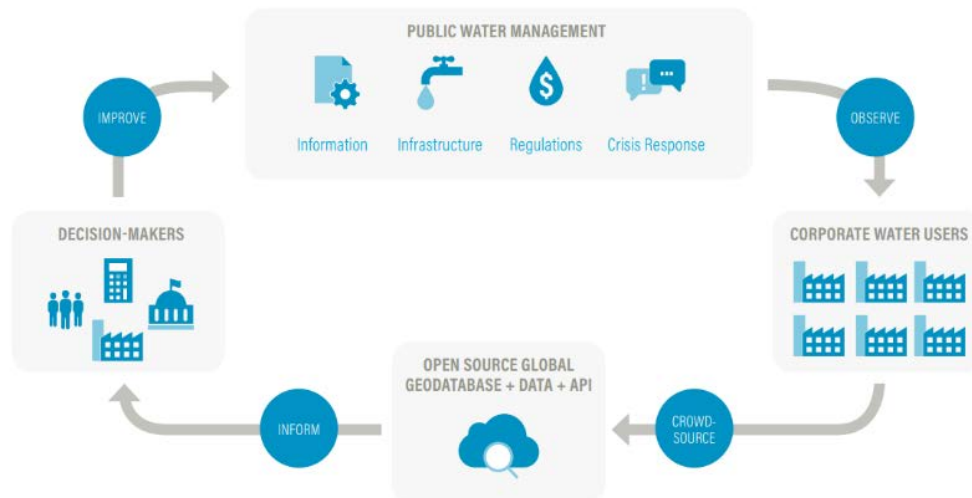 PUBLIC WATER MANAGEMENT
Information
Infrastructure
Regulations
Crisis Response
IMPROVE
OBSERVE
DECISION-MAKERS
CORPORATE WATER USERS
OPEN SOURCE GLOBAL
GEODATABASE + DATA + API
INFORM
CROWD-
SOURCE